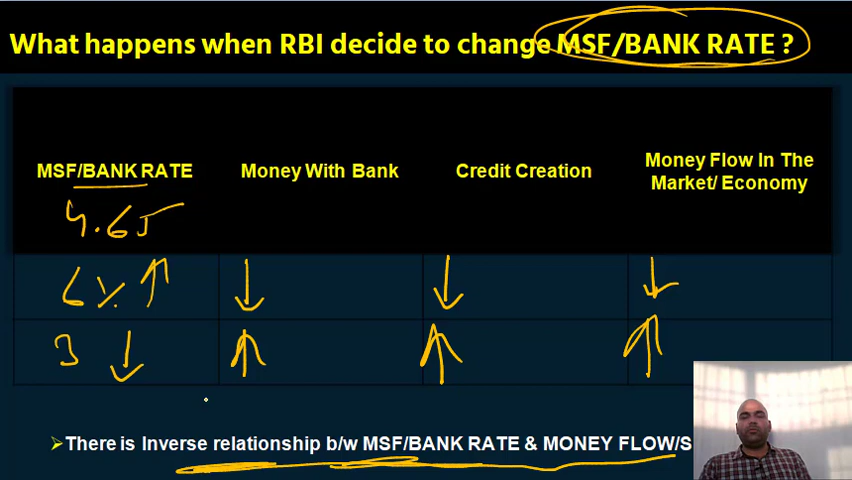 What happens when RBI decide to change MSF/BANK RATE ?
MSF/BANK RATE
Money With Bank
Credit Creation
Money Flow In The
Market/ Economy
4.65
6% ↑ ↓ ↓ ↓
3 ↓ ↑ ↑ ↑
➢There is Inverse relationship b/w MSF/BANK RATE & MONEY FLOW/S